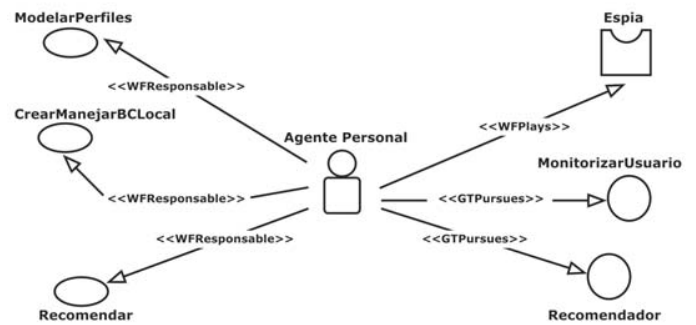 ModelarPerfiles
Espia
<<WFResponsable>>
CrearManejarBCLocal
<<WFPlays>>
Agente Personal
MonitorizarUsuario
<<WFResponsable>>
<<GTPursues>>
<<WFResponsable>>
<<GTPursues>>
Recomendar
Recomendador